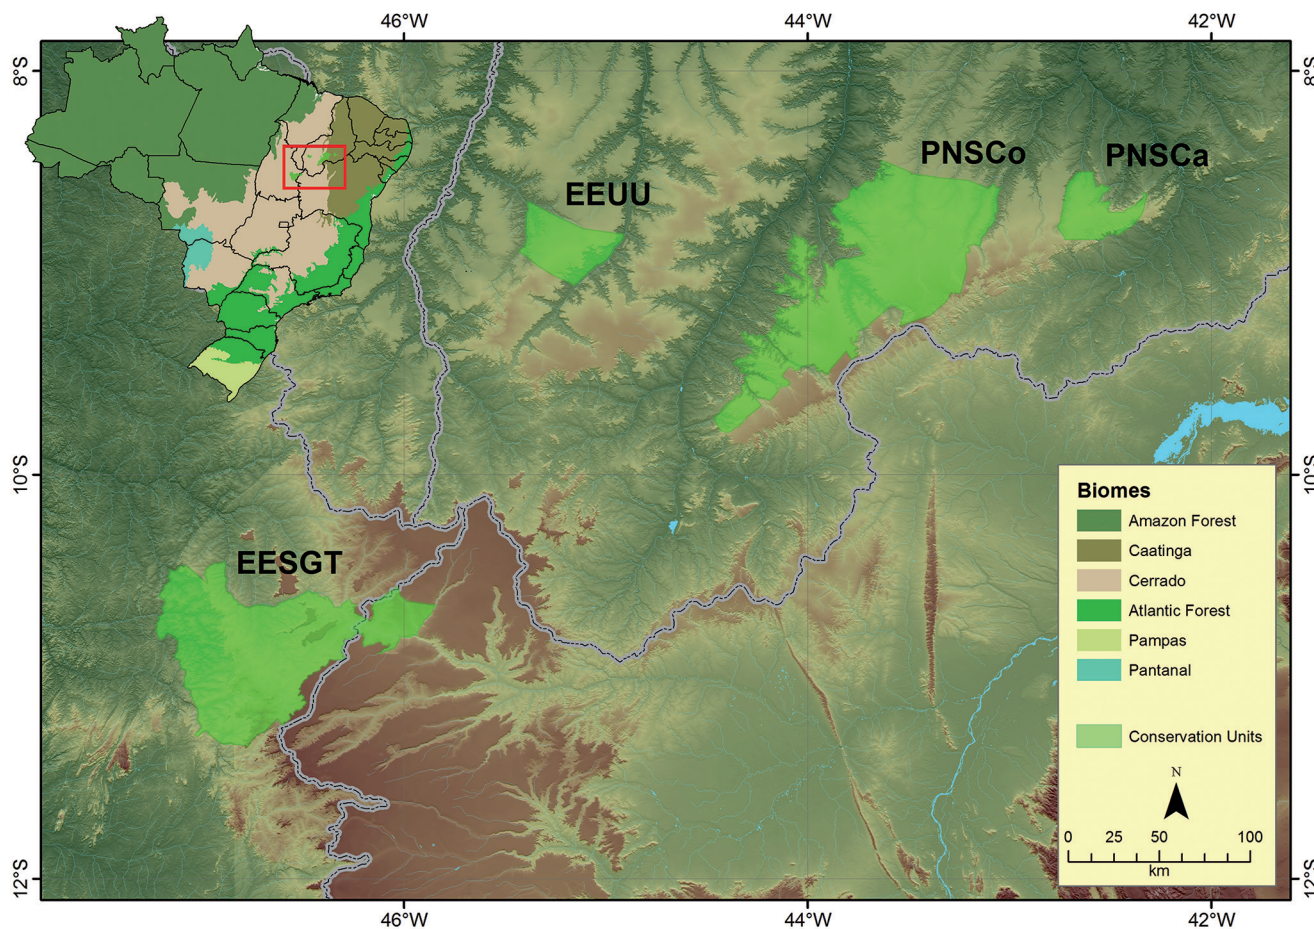 46°W
44°W
42°W
8°S
8°S
PNSCo
PNSCa
EEUU
10°S
10°S
EESGT
Biomes
Amazon Forest
Caatinga
Cerrado
Atlantic Forest
Pampas
Pantanal
Conservation Units
N
0 25 50 100
km
12°S
12°S
46°W
44°W
42°W